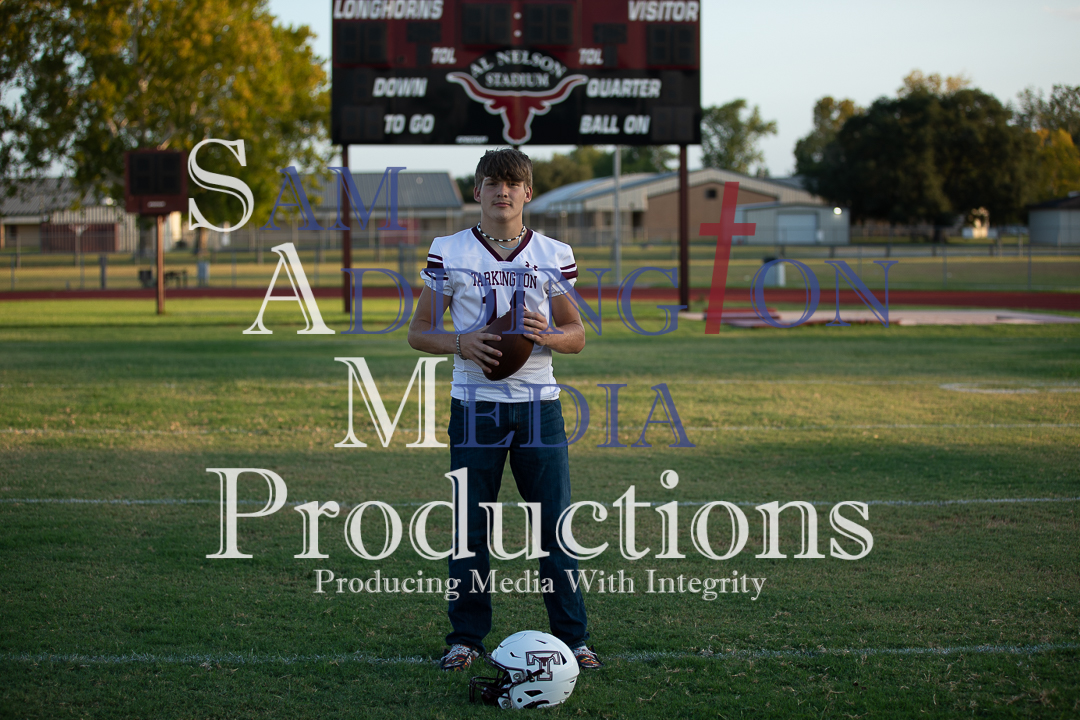 LONGHORNS VISITOR
TOL TOL
AL NELSON
STADIUM
DOWN QUARTER
TO GO BALL ON
TARKINGTON
11
T
SAM
ADDINGTON
MEDIA
Productions
Producing Media With Integrity